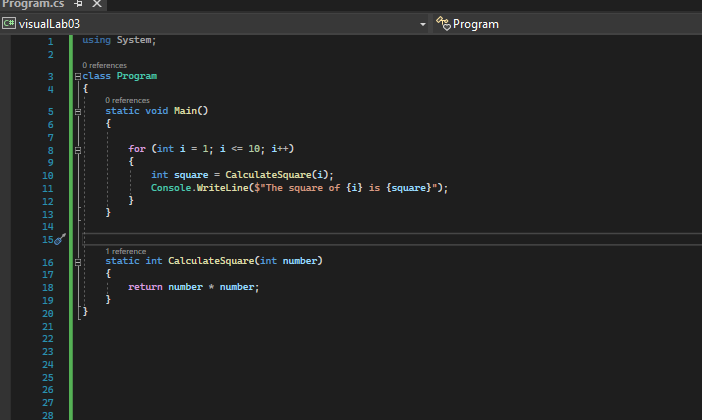 Program.cs
C# visualLab03 Program
1 using System;
2
0 references
3 class Program
4 {
0 references
5 static void Main()
6 {
7
8 for (int i = 1; i <= 10; i++)
9 {
10 int square = CalculateSquare(i);
11 Console.WriteLine($"The square of {i} is {square}");
12 }
13 }
14
15
1 reference
16 static int CalculateSquare(int number)
17 {
18 return number * number;
19 }
20 }
21
22
23
24
25
26
27
28